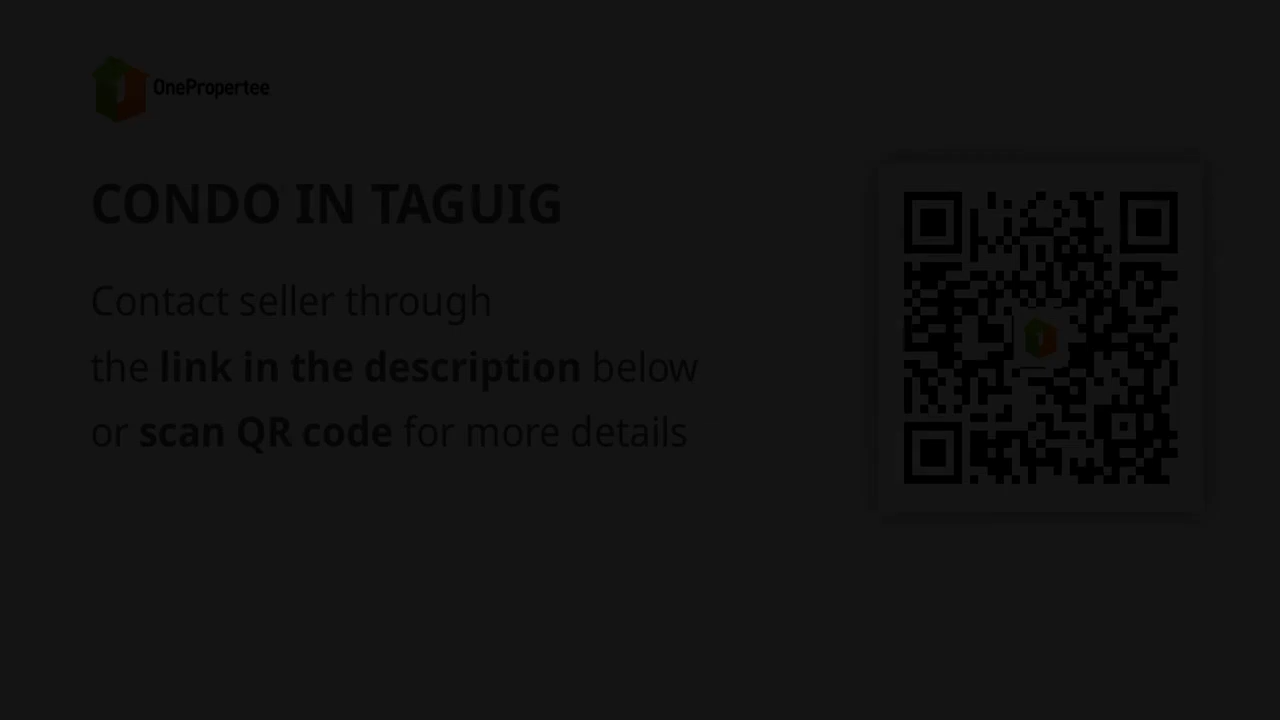 OnePropertee
CONDO IN TAGUIG
Contact seller through
the link in the description below
or scan QR code for more details